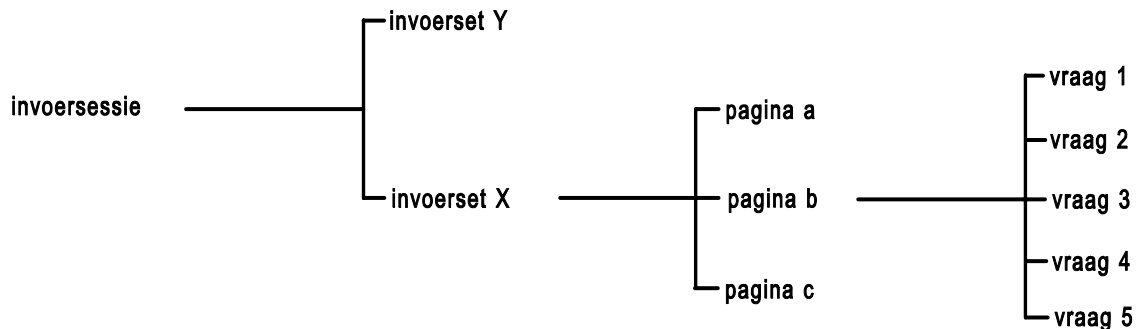 invoersessie
invoerset Y
invoerset X
pagina a
pagina b
pagina c
vraag 1
vraag 2
vraag 3
vraag 4
vraag 5